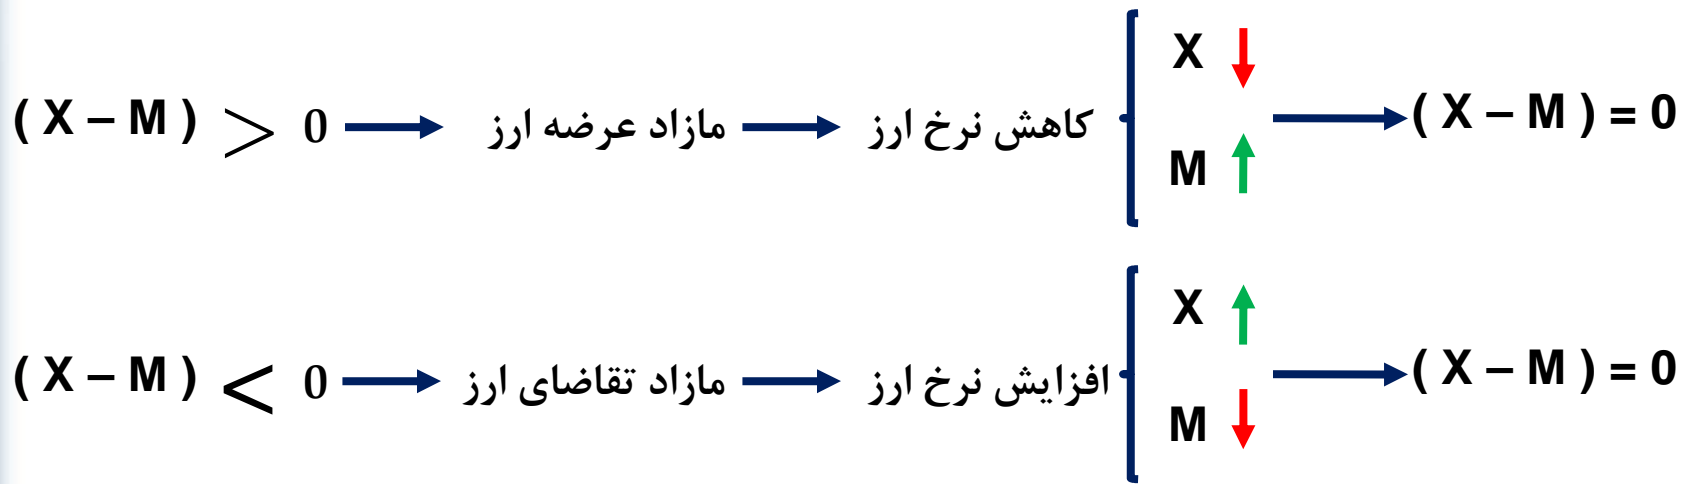 ( X – M ) > 0 → مازاد عرضه ارز → کاهش نرخ ارز { X ↓ M ↑ → ( X – M ) = 0
( X – M ) < 0 → مازاد تقاضای ارز → افزایش نرخ ارز { X ↑ M ↓ → ( X – M ) = 0